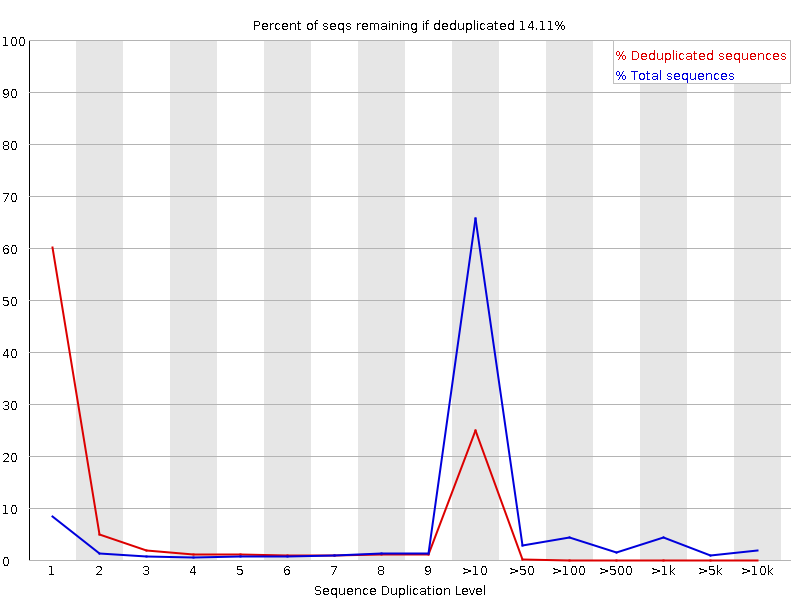 Percent of seqs remaining if deduplicated 14.11%
% Deduplicated sequences
% Total sequences
100
90
80
70
60
50
40
30
20
10
0
1 2 3 4 5 6 7 8 9 >10 >50 >100 >500 >1k >5k >10k
Sequence Duplication Level